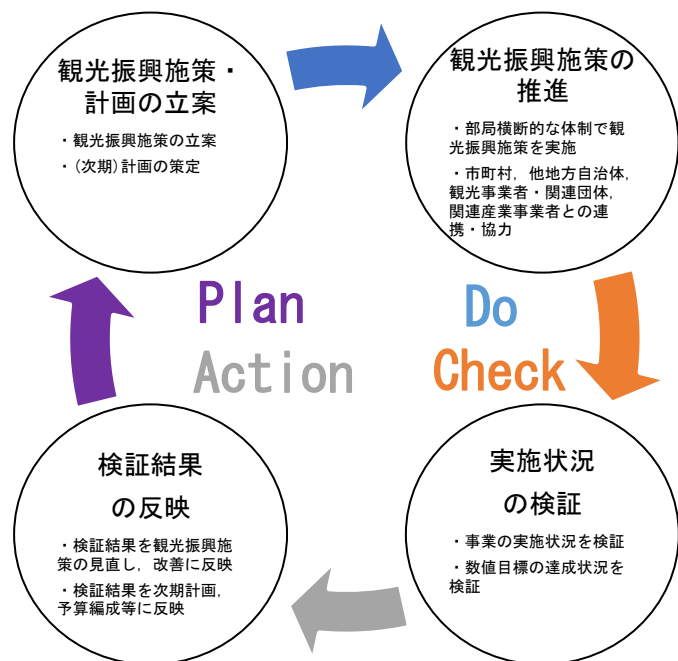 観光振興施策・
計画の立案
・観光振興施策の立案
・(次期)計画の策定
観光振興施策の
推進
・部局横断的な体制で観
光振興施策を実施
・市町村，他地方自治体，
観光事業者・関連団体，
関連産業事業者との連
携・協力
Plan
Do
Action
Check
検証結果
の反映
・検証結果を観光振興施
策の見直し，改善に反映
・検証結果を次期計画，
予算編成等に反映
実施状況
の検証
・事業の実施状況を検証
・数値目標の達成状況を
検証